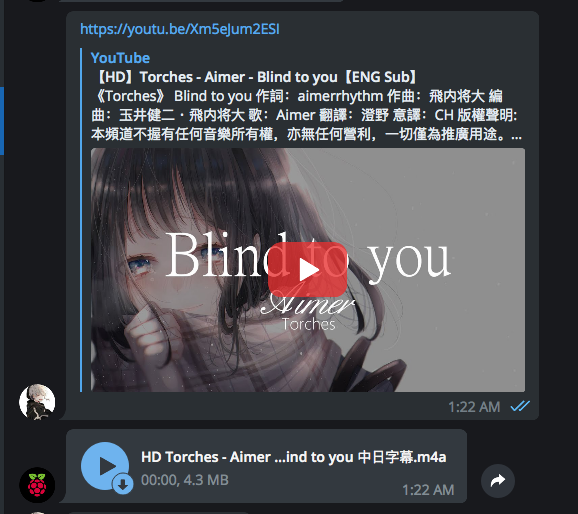 https://youtu.be/Xm5eJum2ESI
YouTube
【HD】Torches - Aimer - Blind to you【ENG Sub】
《Torches》 Blind to you 作詞：aimerrhythm 作曲：飛内将大 編
曲：玉井健二・飛内将大 歌：Aimer 翻譯：澄野 意譯：CH 版權聲明:
本頻道不握有任何音樂所有權，亦無任何營利，一切僅為推廣用途。...
Blind to you
Aimer
Torches
1:22 AM
HD Torches - Aimer ...ind to you 中日字幕.m4a
00:00, 4.3 MB
1:22 AM